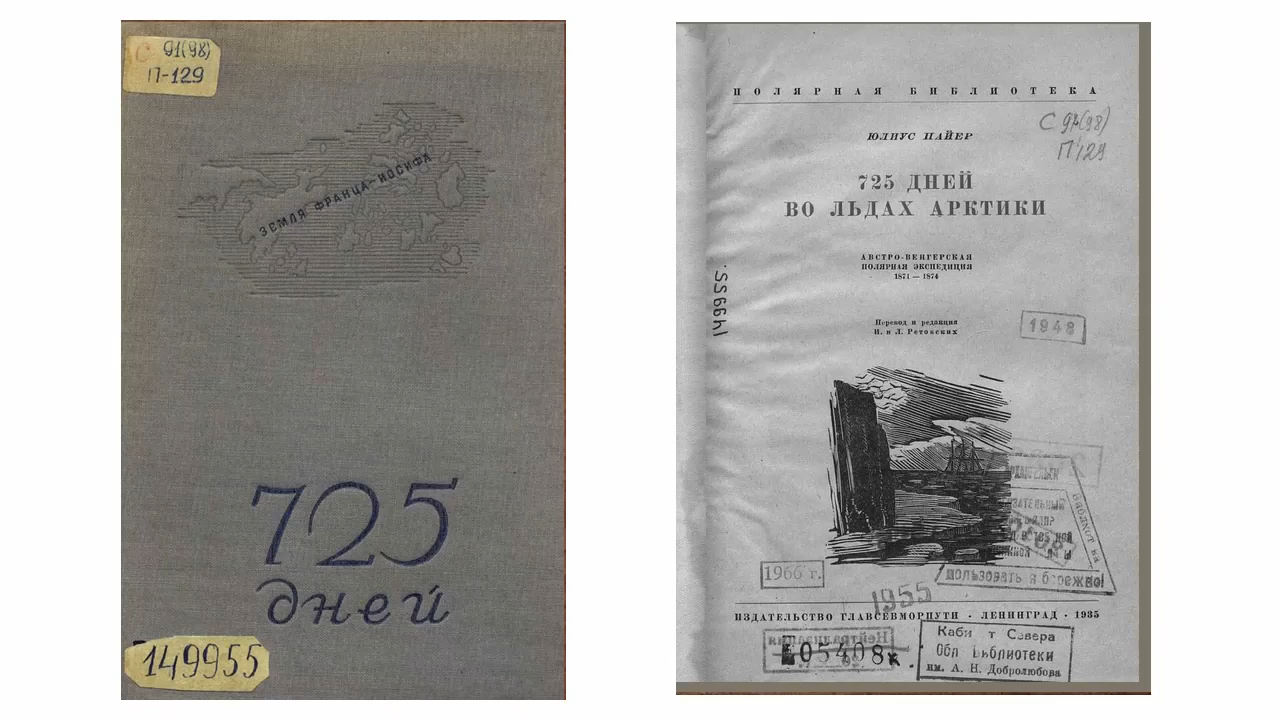 С 91(98)
П-129
ЗЕМЛЯ ФРАНЦА-ИОСИФА
725
дней
149955
ПОЛЯРНАЯ БИБЛИОТЕКА
С 91(98)
П129
ЮЛИУС ПАЙЕР
725 ДНЕЙ
ВО ЛЬДАХ АРКТИКИ
АВСТРО-ВЕНГЕРСКАЯ
ПОЛЯРНАЯ ЭКСПЕДИЦИЯ
1871 — 1874
149955
Перевод и редакция
И. и Л. Ретовских
1948
1966 г.
пользовать я бережно!
1955
ИЗДАТЕЛЬСТВО ГЛАВСЕВМОРПУТИ · ЛЕНИНГРАД · 1935
05408к
Каби т Севера
Обл Библиотеки
им. А. Н. Добролюбова